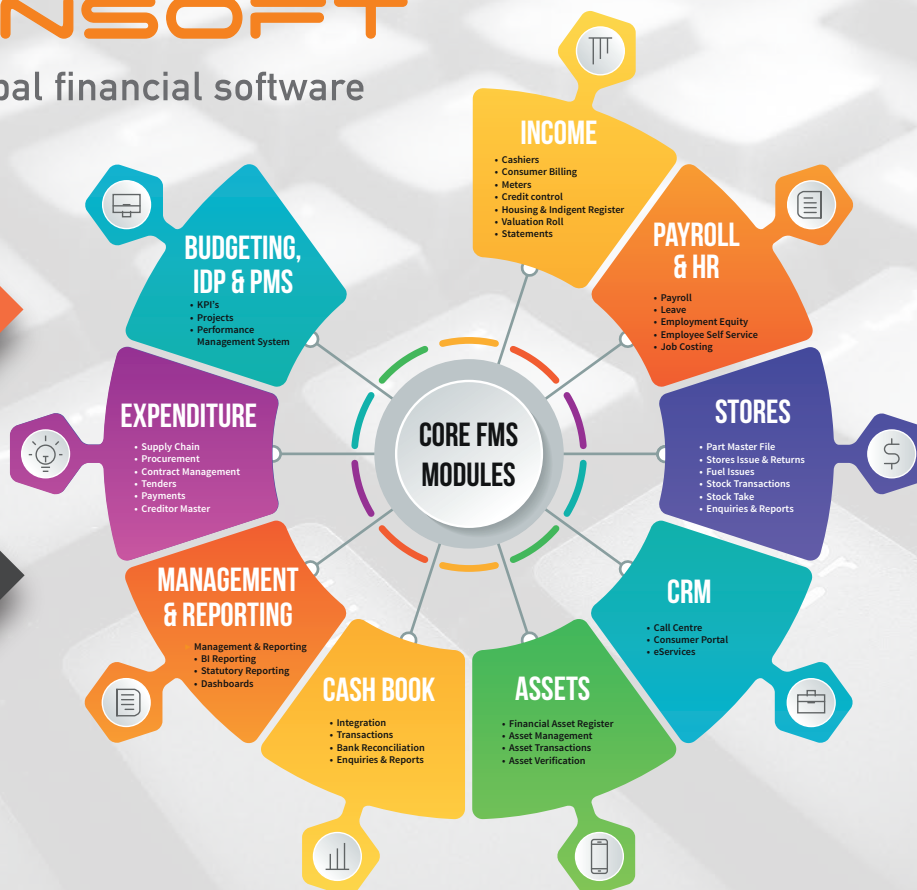 NSOFT
financial software
INCOME
• Cashiers
• Consumer Billing
• Meters
• Credit control
• Housing & Indigent Register
• Valuation Roll
• Statements
PAYROLL
& HR
• Payroll
• Leave
• Employment Equity
• Employee Self Service
• Job Costing
STORES
• Part Master File
• Stores Issue & Returns
• Fuel Issues
• Stock Transactions
• Stock Take
• Enquiries & Reports
CRM
• Call Centre
• Consumer Portal
• eServices
ASSETS
• Financial Asset Register
• Asset Management
• Asset Transactions
• Asset Verification
CASH BOOK
• Integration
• Transactions
• Bank Reconciliation
• Enquiries & Reports
MANAGEMENT
& REPORTING
Management & Reporting
• BI Reporting
• Statutory Reporting
• Dashboards
EXPENDITURE
• Supply Chain
• Procurement
• Contract Management
• Tenders
• Payments
• Creditor Master
BUDGETING,
IDP & PMS
• KPI's
• Projects
• Performance
Management System
CORE FMS
MODULES
$